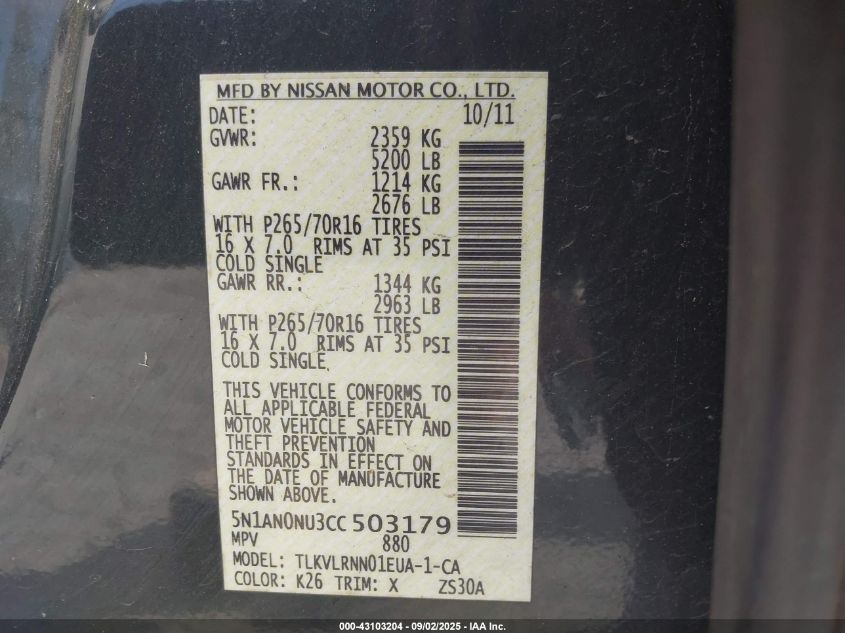 MFD BY NISSAN MOTOR CO., LTD.
DATE: 10/11
GVWR: 2359 KG
5200 LB
GAWR FR.: 1214 KG
2676 LB
WITH P265/70R16 TIRES
16 X 7.0 RIMS AT 35 PSI
COLD SINGLE
GAWR RR.: 1344 KG
2963 LB
WITH P265/70R16 TIRES
16 X 7.0 RIMS AT 35 PSI
COLD SINGLE.
THIS VEHICLE CONFORMS TO
ALL APPLICABLE FEDERAL
MOTOR VEHICLE SAFETY AND
THEFT PREVENTION
STANDARDS IN EFFECT ON
THE DATE OF MANUFACTURE
SHOWN ABOVE.
5N1AN0NU3CC503179
MPV 880
MODEL: TLKVLRNN01EUA-1-CA
COLOR: K26 TRIM: X ZS30A
000-43103204 - 09/02/2025 - IAA Inc.